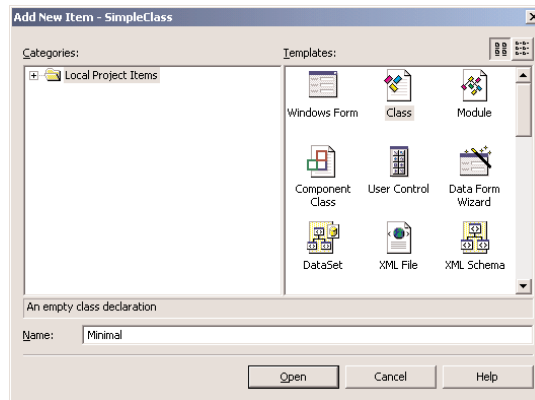 Add New Item - SimpleClass
Categories:
Templates:
Local Project Items
Windows Form
Class
Module
Component Class
User Control
Data Form Wizard
DataSet
XML File
XML Schema
An empty class declaration
Name: Minimal
Open Cancel Help